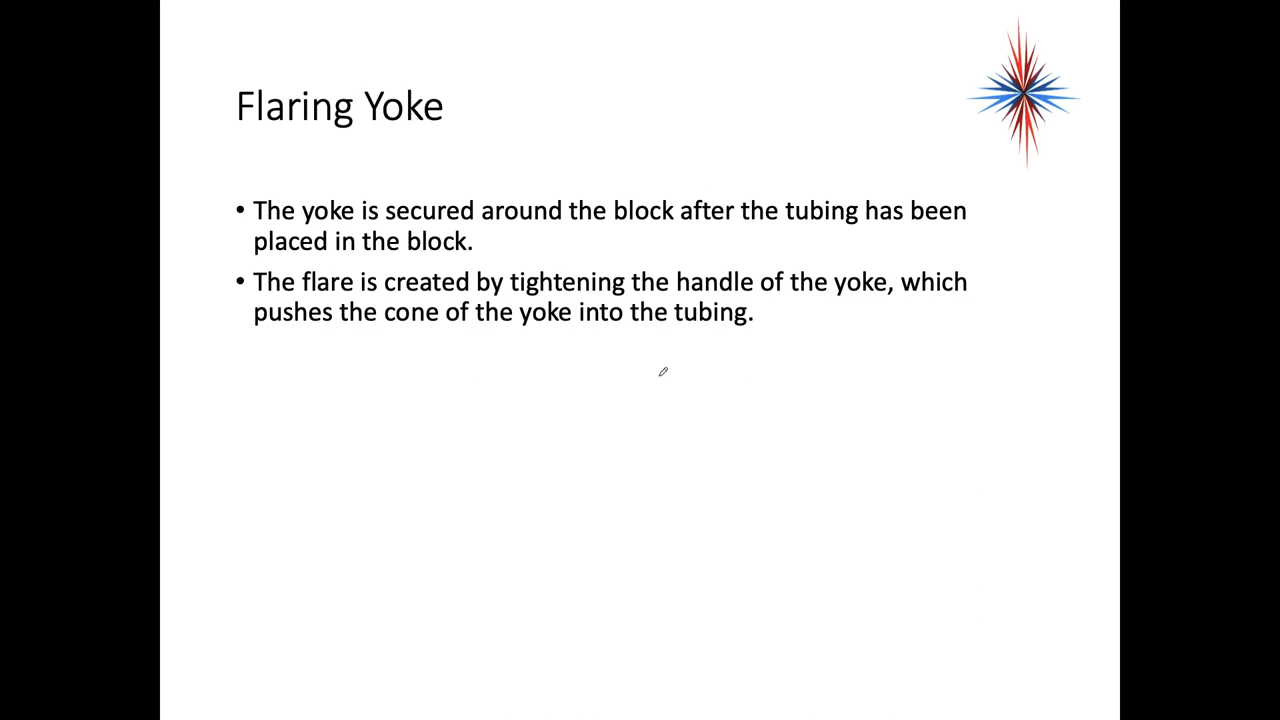 Flaring Yoke
• The yoke is secured around the block after the tubing has been
placed in the block.
• The flare is created by tightening the handle of the yoke, which
pushes the cone of the yoke into the tubing.